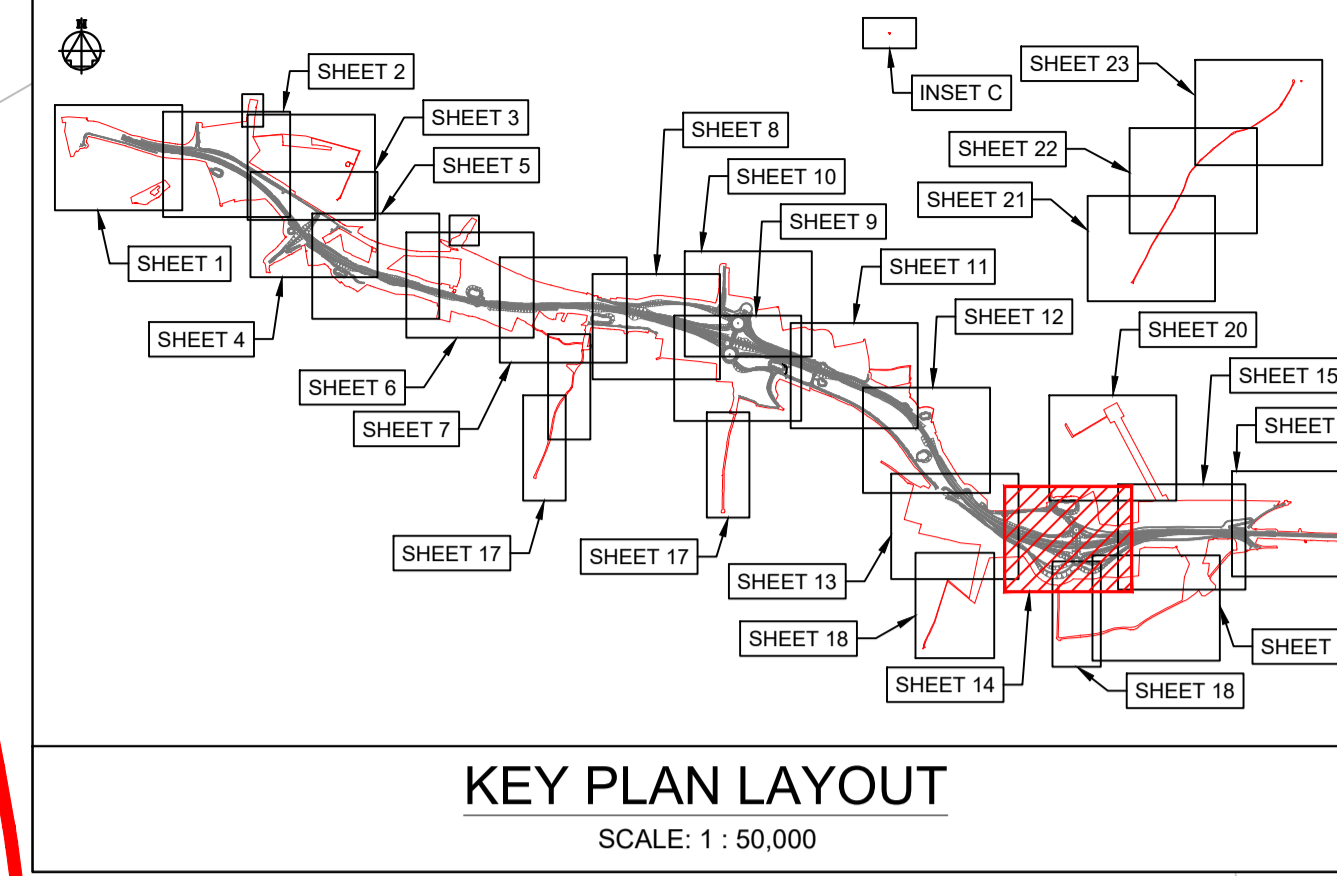 N
SHEET 2
SHEET 3
SHEET 5
SHEET 1
SHEET 4
SHEET 6
SHEET 7
SHEET 8
SHEET 10
SHEET 9
SHEET 11
SHEET 12
INSET C
SHEET 23
SHEET 22
SHEET 21
SHEET 20
SHEET 15
SHEET
SHEET 17
SHEET 17
SHEET 13
SHEET 18
SHEET 14
SHEET 18
SHEET
KEY PLAN LAYOUT
SCALE: 1 : 50,000